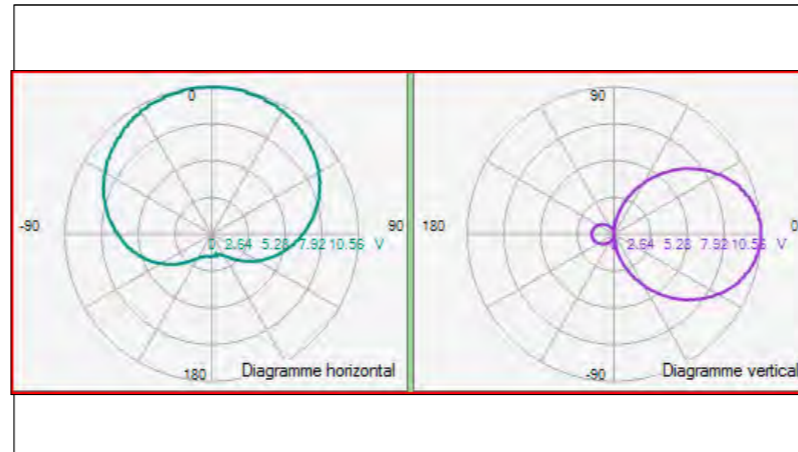 0
-90
90
0 2.64 5.28 7.92 10.56 V
180
Diagramme horizontal
90
180
0
2.64 5.28 7.92 10.56 V
-90
Diagramme vertical